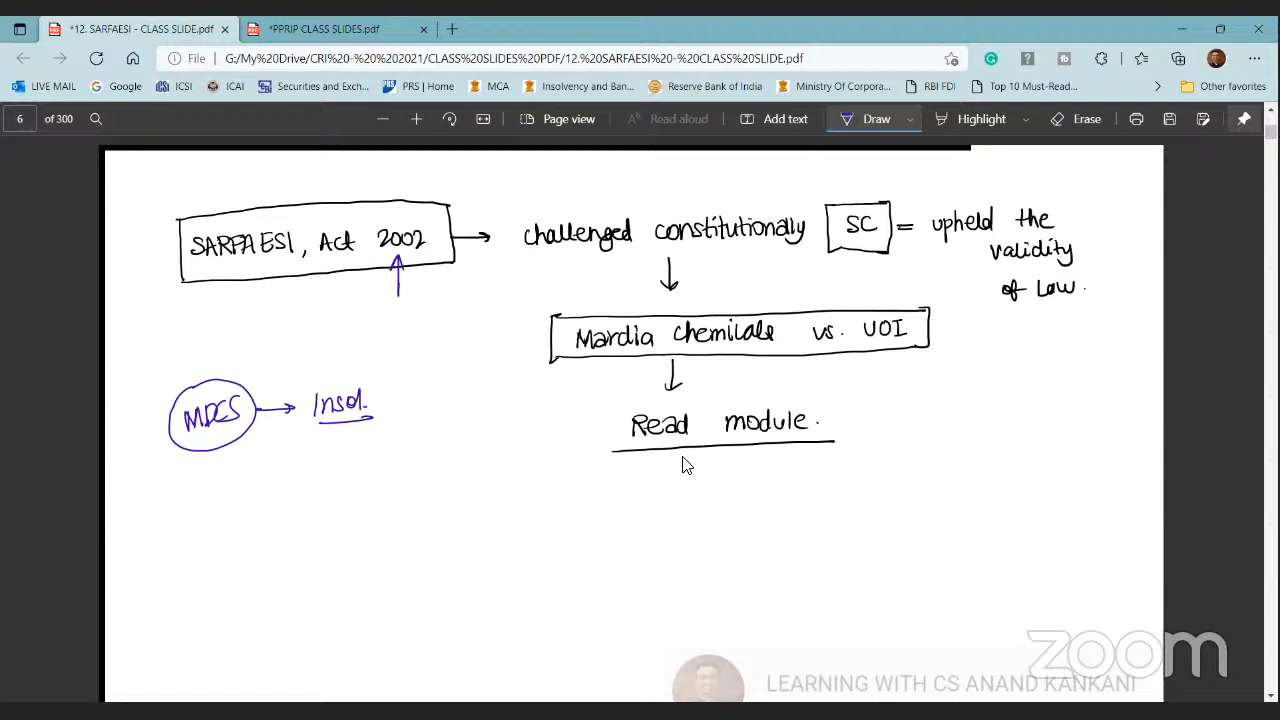 *12. SARFAESI - CLASS SLIDE.pdf
*PPRIP CLASS SLIDES.pdf
File G:/My%20Drive/CRI%20-%20%202021/CLASS%20SLIDES%20PDF/12.%20SARFAESI%20-%20CLASS%20SLIDE.pdf
LIVE MAIL Google ICSI ICAI Securities and Exch... PRS | Home MCA Insolvency and Ban... Reserve Bank of India Ministry Of Corpora... RBI FDI Top 10 Must-Read... Other favorites
6 of 300 Page view Read aloud Add text Draw Highlight Erase
SARFAESI, Act 2002 → challenged constitutionally SC = upheld the
validity
of Law.
Mardia chemicals vs. UOI
Read module.
→ Insol.
zoom
LEARNING WITH CS ANAND KANKANI